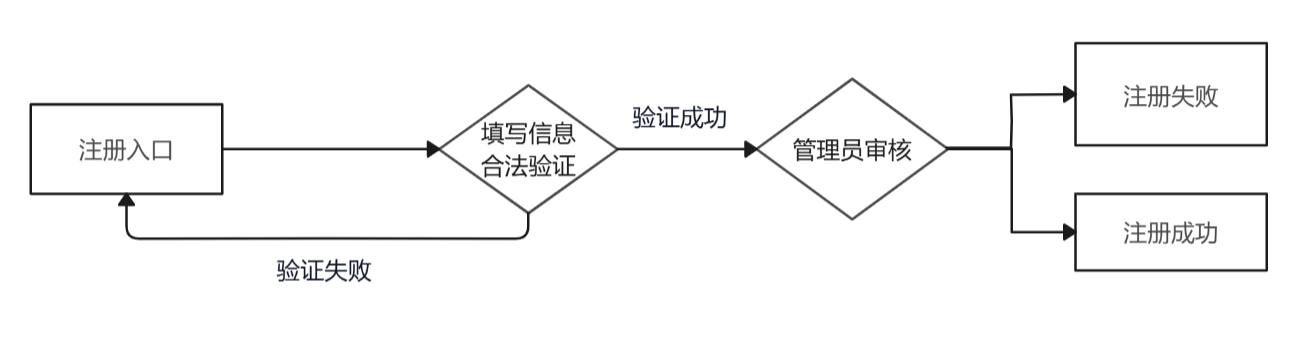 注册入口
填写信息
合法验证
验证成功
管理员审核
注册失败
注册成功
验证失败